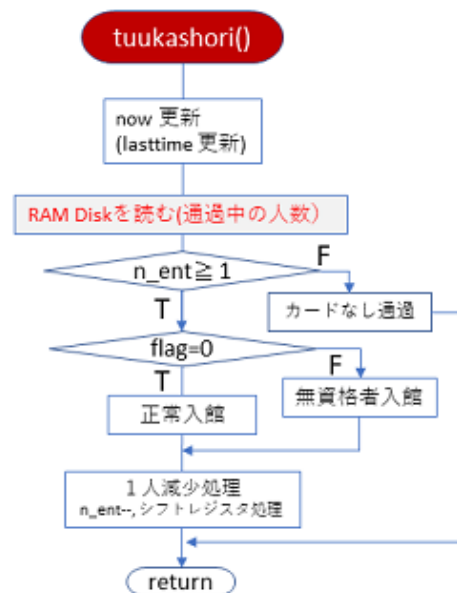 tuukashori()
now 更新
(lasttime 更新)
RAM Diskを読む(通過中の人数）
n_ent≧ 1
F
T
カードなし通過
flag=0
F
T
無資格者入館
正常入館
1人減少処理
n_ent--, シフトレジスタ処理
return